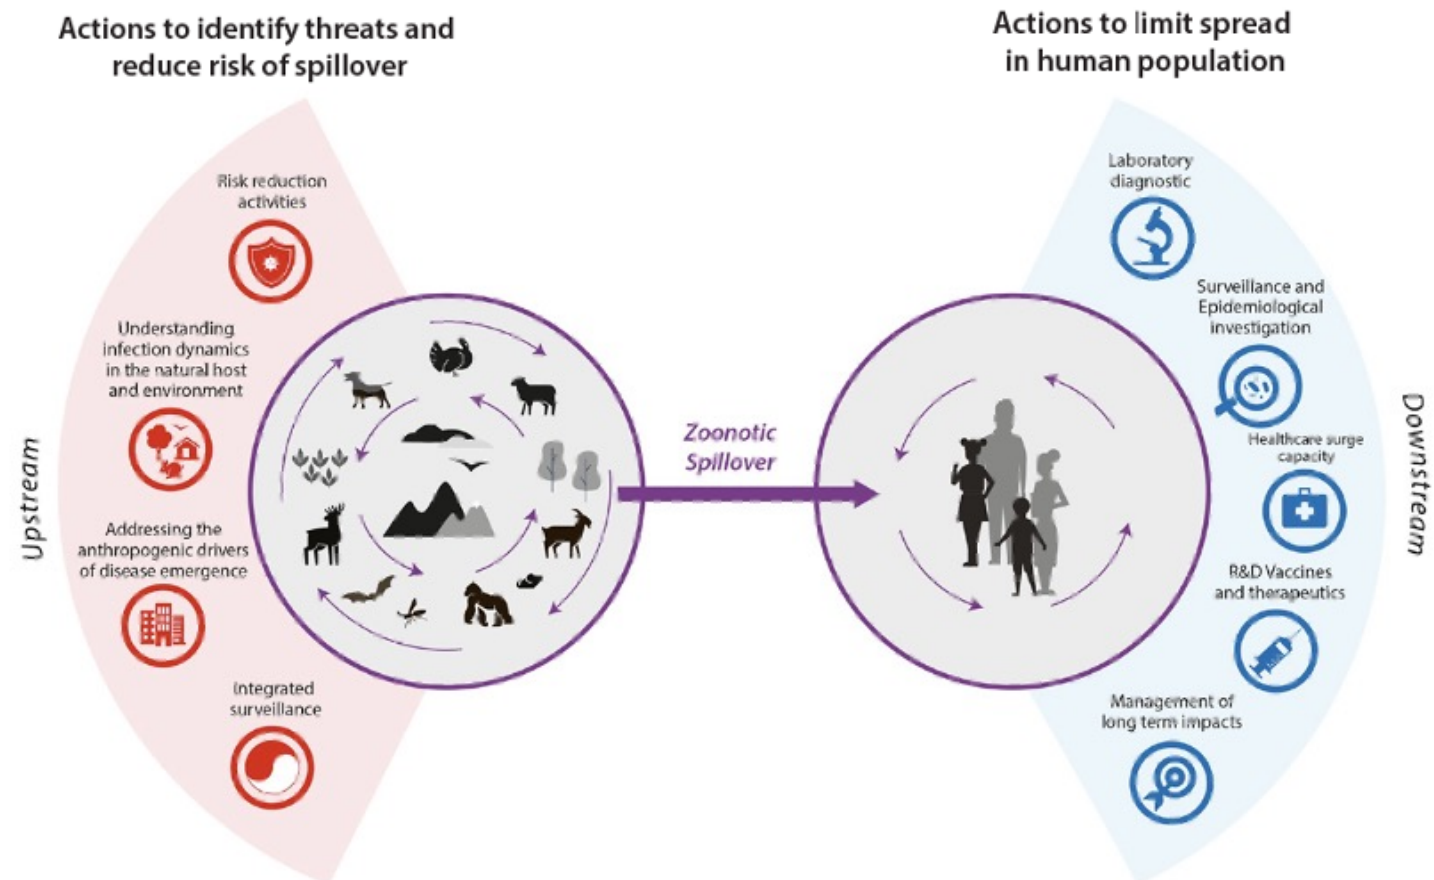 Actions to identify threats and
reduce risk of spillover
Risk reduction
activities
Understanding
infection dynamics
in the natural host
and environment
Addressing the
anthropogenic drivers
of disease emergence
Integrated
surveillance
Upstream
Zoonotic
Spillover
Actions to limit spread
in human population
Laboratory
diagnostic
Surveillance and
Epidemiological
investigation
Healthcare surge
capacity
R&D Vaccines
and therapeutics
Management of
long term impacts
Downstream